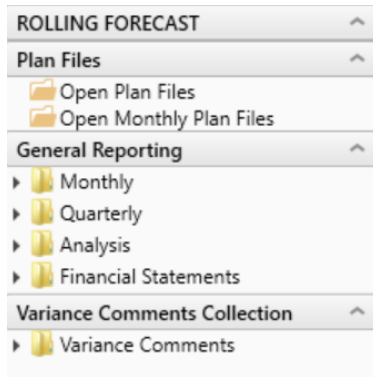 ROLLING FORECAST
Plan Files
Open Plan Files
Open Monthly Plan Files
General Reporting
Monthly
Quarterly
Analysis
Financial Statements
Variance Comments Collection
Variance Comments